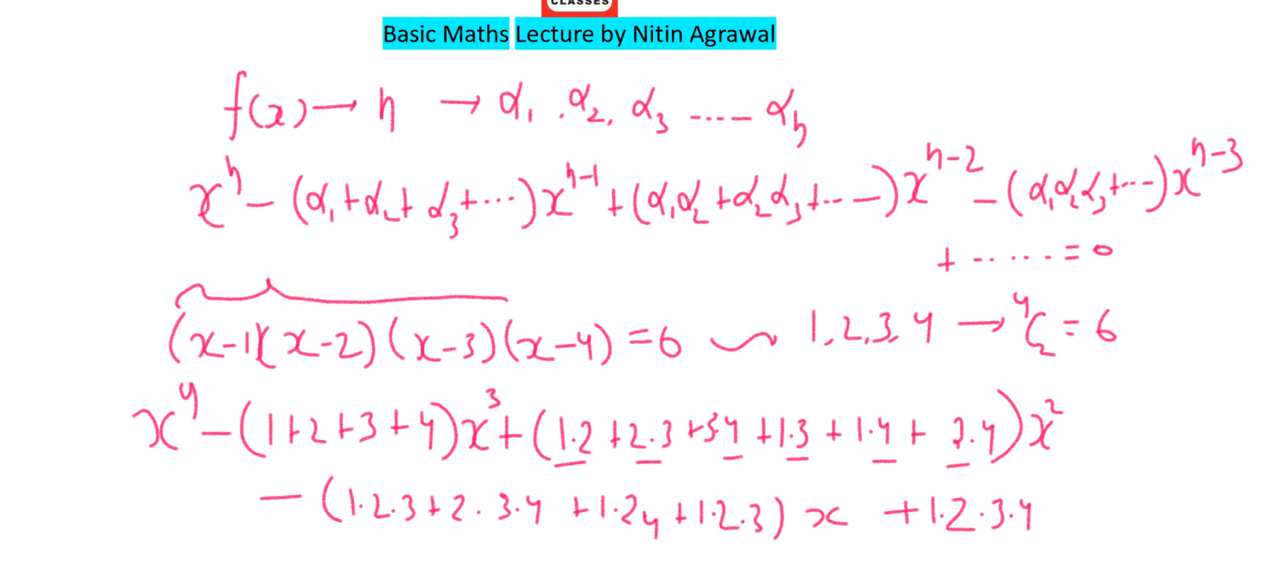 CLASSES
Basic Maths Lecture by Nitin Agrawal
f(x) → n → α₁, α₂, α₃ ..... αₙ
xⁿ - (α₁+α₂+α₃+...)xⁿ⁻¹ + (α₁α₂+α₂α₃+...)xⁿ⁻² - (α₁α₂α₃+...)xⁿ⁻³
+ ...... = 0
(x-1)(x-2)(x-3)(x-4) = 6 ~ 1,2,3,4 → ⁴C₂ = 6
x⁴ - (1+2+3+4)x³ + (1·2+2·3+3·4+1·3+1·4+2·4)x²
- (1·2·3+2·3·4+1·2·4+1·2·3)x + 1·2·3·4